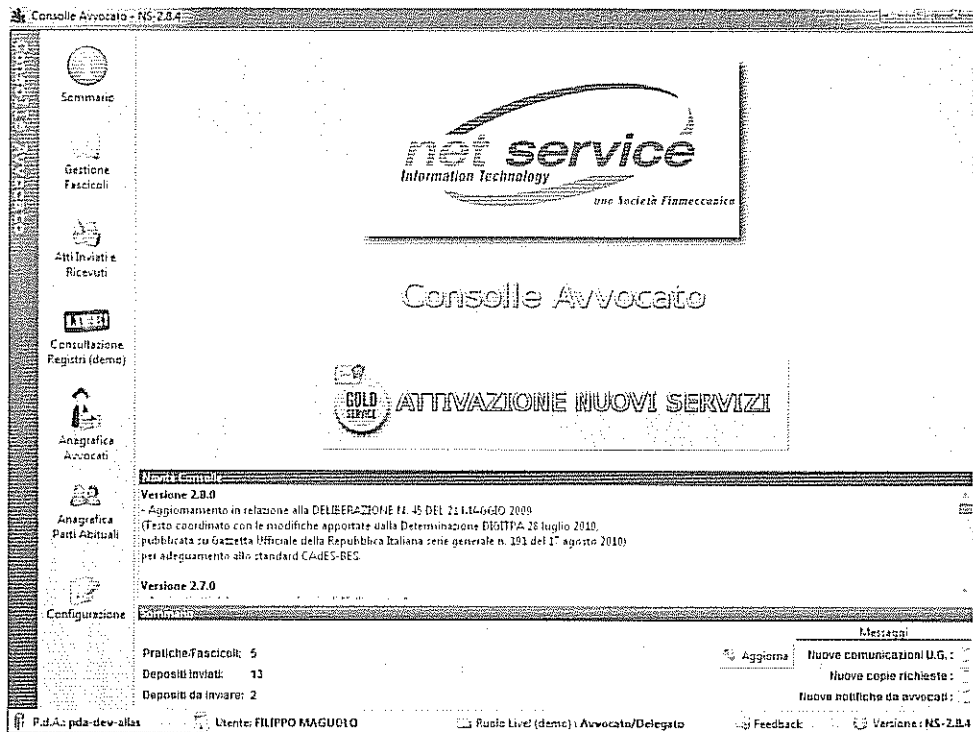 Consolle Avvocato - NS-2.8.4
Sommario
Gestione
Fascicoli
Atti Inviati e
Ricevuti
Consultazione
Registri (demo)
Anagrafica
Avvocati
Anagrafica
Parti Abituali
Configurazione
net service
Information Technology
una Società Finmeccanica
Consolle Avvocato
GOLD
SERVICE
ATTIVAZIONE NUOVI SERVIZI
Novità Consolle
Versione 2.8.0
- Aggiornamento in relazione alla DELIBERAZIONE N. 45 DEL 21 MAGGIO 2009
(Testo coordinato con le modifiche apportate dalla Determinazione DIGITPA 28 luglio 2010,
pubblicata su Gazzetta Ufficiale della Repubblica Italiana serie generale n. 191 del 17 agosto 2010)
per adeguamento allo standard CAdES-BES.
Versione 2.7.0
Sommario
Messaggi
Pratiche/Fascicoli: 5
Depositi Inviati: 13
Depositi da Inviare: 2
Aggiorna
Nuove comunicazioni U.G. :
Nuove copie richieste :
Nuove notifiche da avvocati :
P.d.A.: pda-dev-allas
Utente: FILIPPO MAGUOLO
Ruolo Live! (demo) : Avvocato/Delegato
Feedback
Versione : NS-2.8.4